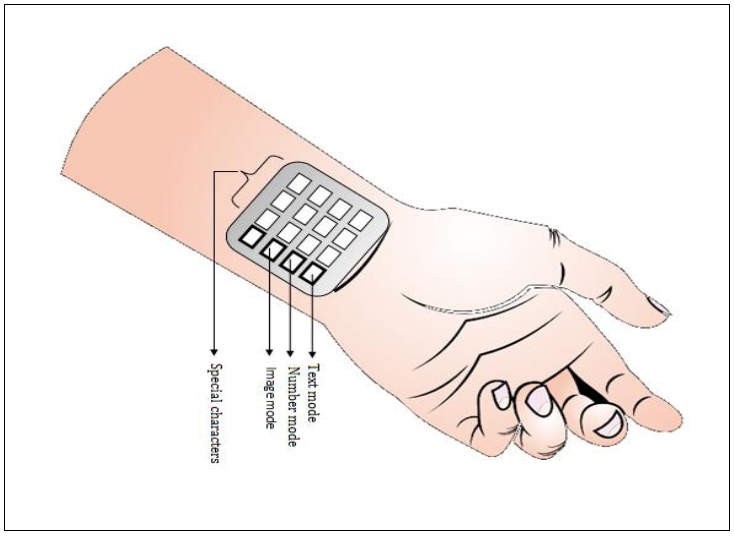 Text mode
Number mode
Image mode
Special characters